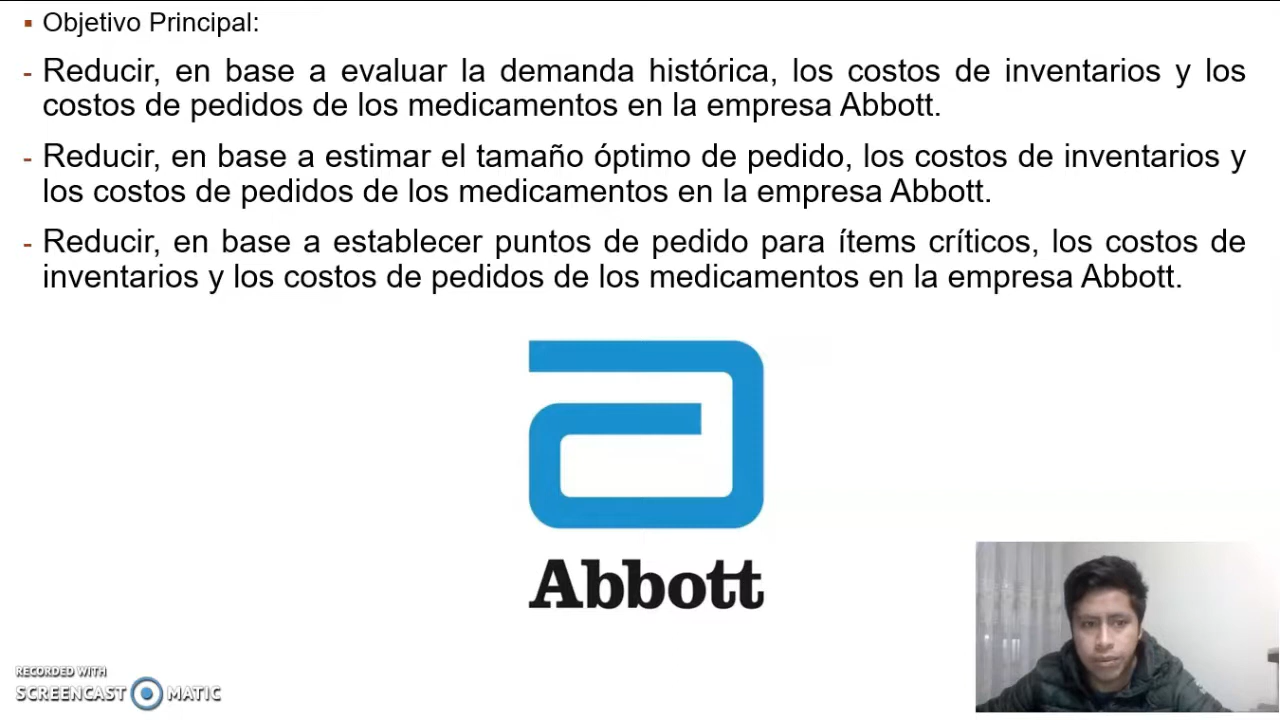 ▪ Objetivo Principal:
- Reducir, en base a evaluar la demanda histórica, los costos de inventarios y los
costos de pedidos de los medicamentos en la empresa Abbott.
- Reducir, en base a estimar el tamaño óptimo de pedido, los costos de inventarios y
los costos de pedidos de los medicamentos en la empresa Abbott.
- Reducir, en base a establecer puntos de pedido para ítems críticos, los costos de
inventarios y los costos de pedidos de los medicamentos en la empresa Abbott.
Abbott
RECORDED WITH
SCREENCAST MATIC